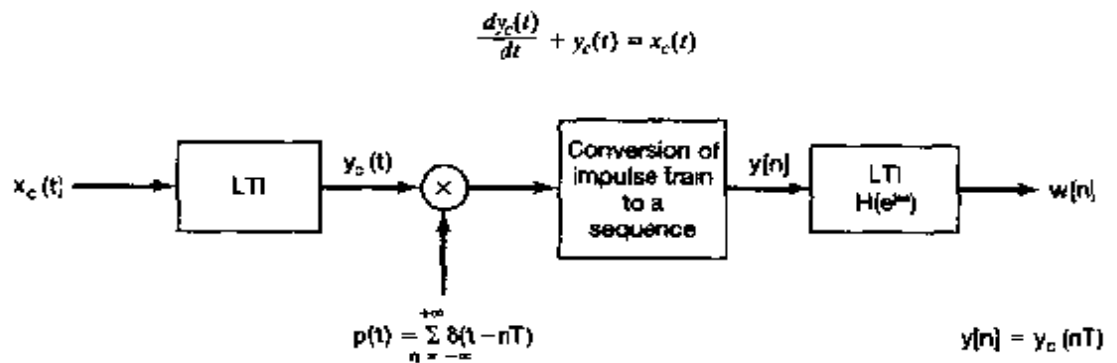 dy_c(t)/dt + y_c(t) = x_c(t)
x_c(t)
LTI
y_c(t)
×
Conversion of
impulse train
to a
sequence
y[n]
LTI
H(e^{jω})
w[n]
p(t) = Σ_{n=-∞}^{+∞} δ(t-nT)
y[n] = y_c(nT)